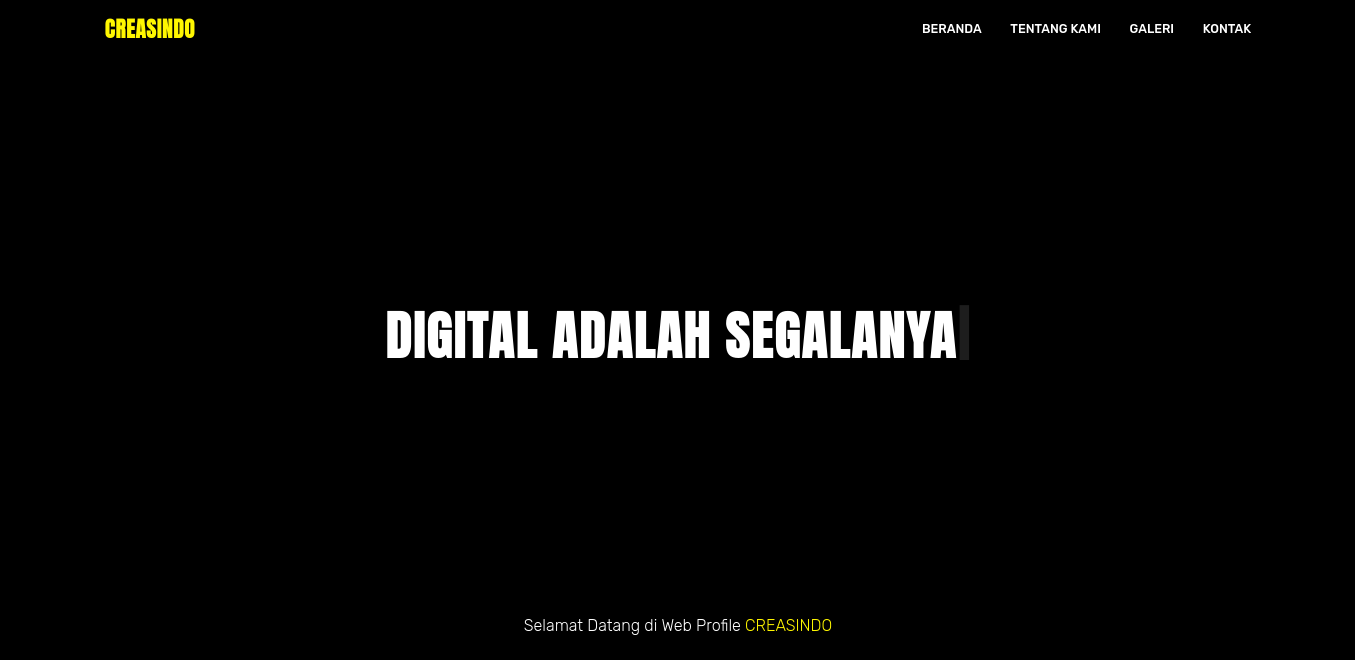 CREASINDO
BERANDA TENTANG KAMI GALERI KONTAK
DIGITAL ADALAH SEGALANYA
Selamat Datang di Web Profile CREASINDO